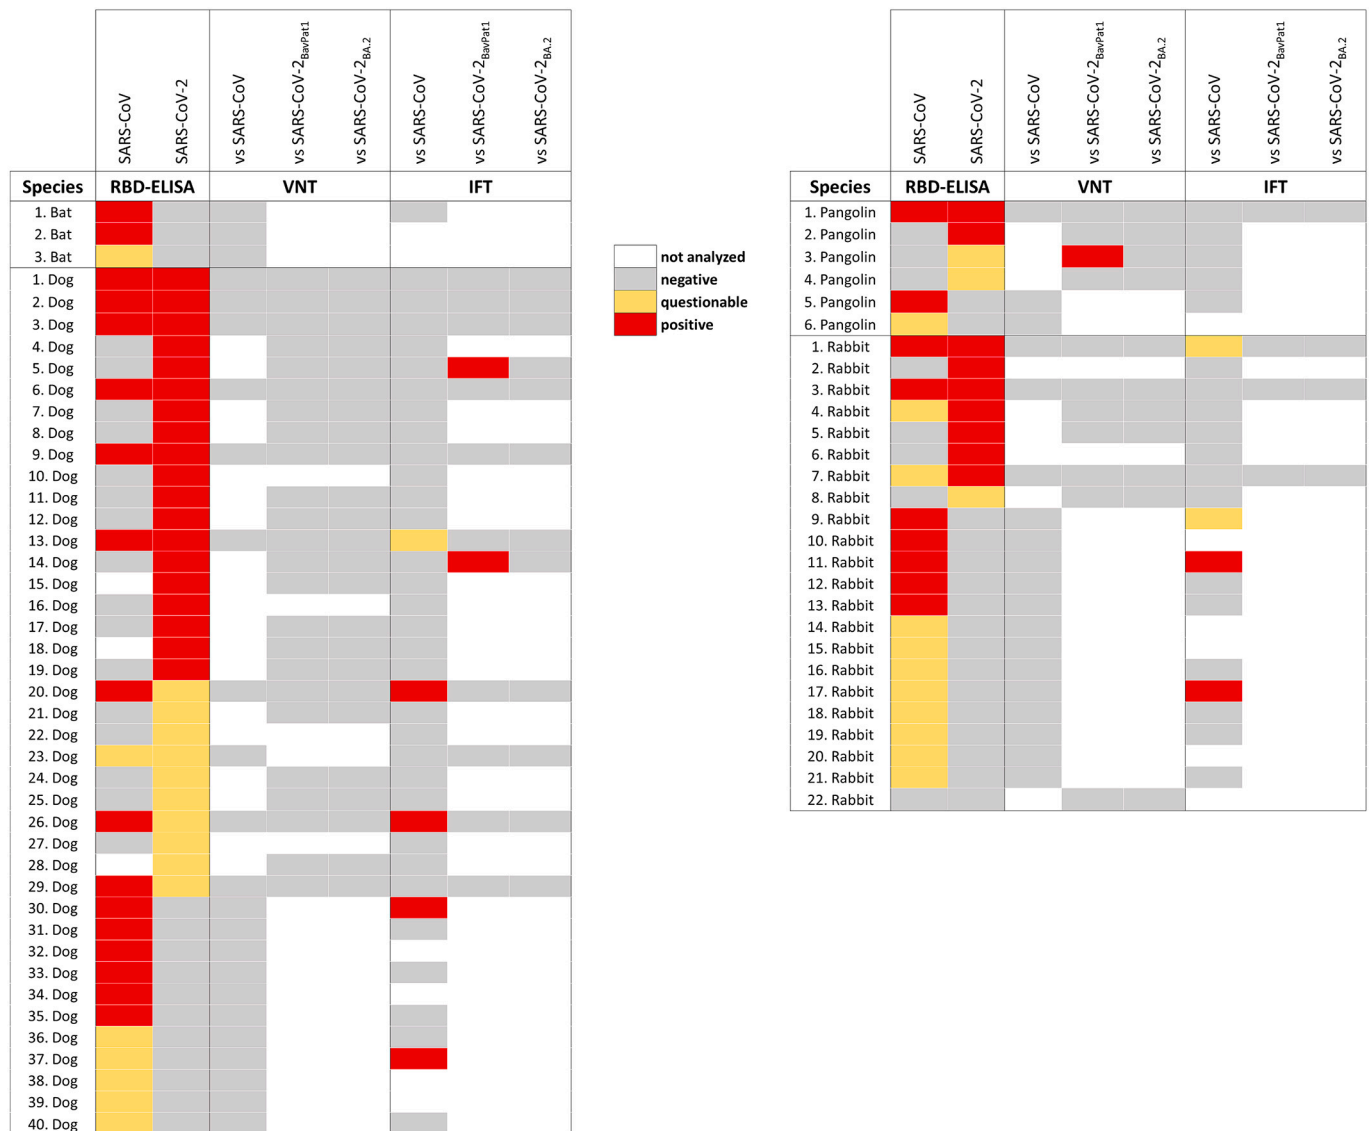 SARS-CoV
SARS-CoV-2
vs SARS-CoV
vs SARS-CoV-2BavPat1
vs SARS-CoV-2BA.2
vs SARS-CoV
vs SARS-CoV-2BavPat1
vs SARS-CoV-2BA.2
Species RBD-ELISA VNT IFT
1. Bat
2. Bat
3. Bat
1. Dog
2. Dog
3. Dog
4. Dog
5. Dog
6. Dog
7. Dog
8. Dog
9. Dog
10. Dog
11. Dog
12. Dog
13. Dog
14. Dog
15. Dog
16. Dog
17. Dog
18. Dog
19. Dog
20. Dog
21. Dog
22. Dog
23. Dog
24. Dog
25. Dog
26. Dog
27. Dog
28. Dog
29. Dog
30. Dog
31. Dog
32. Dog
33. Dog
34. Dog
35. Dog
36. Dog
37. Dog
38. Dog
39. Dog
40. Dog
not analyzed
negative
questionable
positive
SARS-CoV
SARS-CoV-2
vs SARS-CoV
vs SARS-CoV-2BavPat1
vs SARS-CoV-2BA.2
vs SARS-CoV
vs SARS-CoV-2BavPat1
vs SARS-CoV-2BA.2
Species RBD-ELISA VNT IFT
1. Pangolin
2. Pangolin
3. Pangolin
4. Pangolin
5. Pangolin
6. Pangolin
1. Rabbit
2. Rabbit
3. Rabbit
4. Rabbit
5. Rabbit
6. Rabbit
7. Rabbit
8. Rabbit
9. Rabbit
10. Rabbit
11. Rabbit
12. Rabbit
13. Rabbit
14. Rabbit
15. Rabbit
16. Rabbit
17. Rabbit
18. Rabbit
19. Rabbit
20. Rabbit
21. Rabbit
22. Rabbit